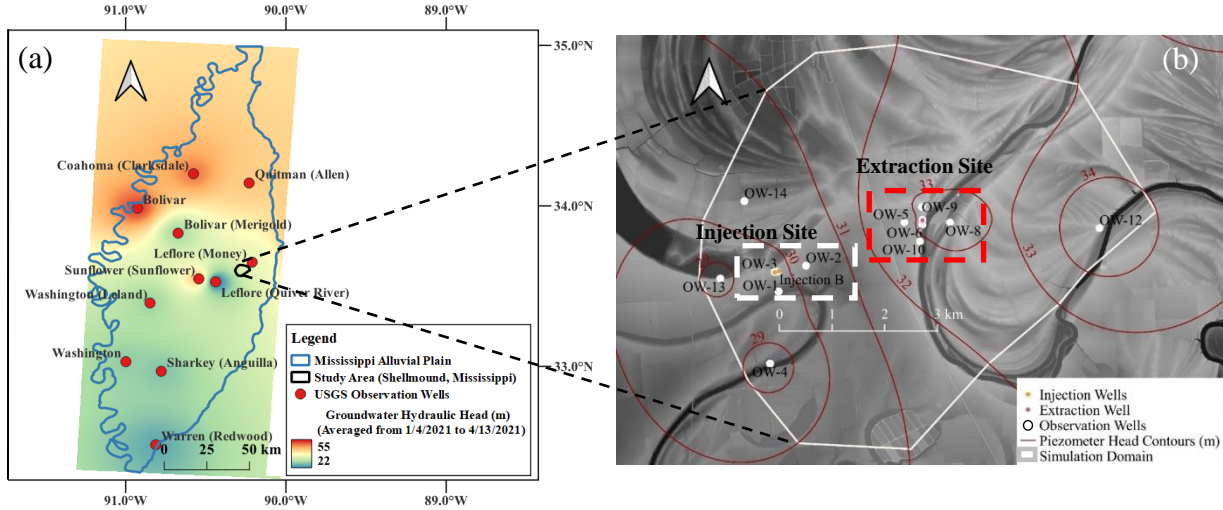 91.0°W
90.0°W
89.0°W
(a)
35.0°N
Coahoma (Clarksdale)
Quitman (Allen)
Bolivar
34.0°N
Bolivar (Merigold)
Leflore (Money)
Sunflower (Sunflower)
Washington (Leland)
Leflore (Quiver River)
Washington
Sharkey (Anguilla)
33.0°N
Warren (Redwood)
0 25 50 km
Legend
Mississippi Alluvial Plain
Study Area (Shellmound, Mississippi)
USGS Observation Wells
Groundwater Hydraulic Head (m)
(Averaged from 1/4/2021 to 4/13/2021)
55
22
91.0°W
90.0°W
89.0°W
(b)
Extraction Site
OW-14
33
OW-9
34
OW-5
OW-8
OW-12
OW-6
OW-10
31
Injection Site
30
OW-3
OW-2
33
32
OW-13
Injection B
OW-1
0 1 2 3 km
29
OW-4
Injection Wells
Extraction Well
Observation Wells
Piezometer Head Contours (m)
Simulation Domain